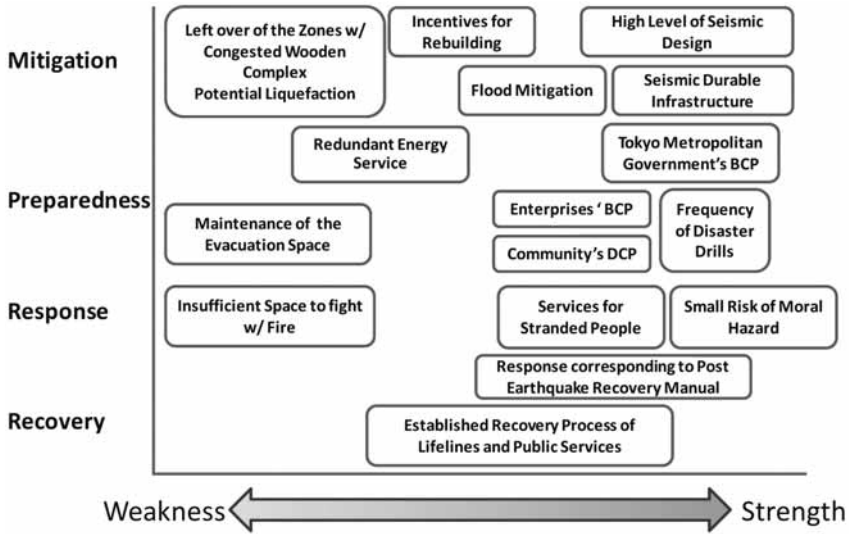 Mitigation
Left over of the Zones w/
Congested Wooden
Complex
Potential Liquefaction
Incentives for
Rebuilding
High Level of Seismic
Design
Flood Mitigation
Seismic Durable
Infrastructure
Redundant Energy
Service
Tokyo Metropolitan
Government's BCP
Preparedness
Maintenance of the
Evacuation Space
Enterprises ‘ BCP
Community's DCP
Frequency
of Disaster
Drills
Response
Insufficient Space to fight
w/ Fire
Services for
Stranded People
Small Risk of Moral
Hazard
Response corresponding to Post
Earthquake Recovery Manual
Recovery
Established Recovery Process of
Lifelines and Public Services
Weakness
Strength